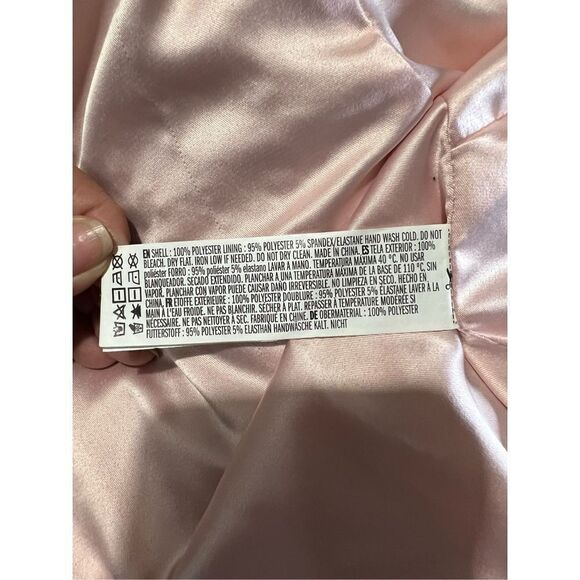 EN SHELL : 100% POLYESTER LINING : 95% POLYESTER 5% SPANDEX/ELASTANE HAND WASH COLD. DO NOT
BLEACH. DRY FLAT. IRON LOW IF NEEDED. DO NOT DRY CLEAN. MADE IN CHINA. ES TELA EXTERIOR : 100%
poliéster FORRO : 95% poliéster 5% elastano LAVAR A MANO. TEMPERATURA MAXIMA 40 ºC. NO USAR
BLANQUEADOR. SECADO EXTENDIDO. PLANCHAR A UNA TEMPERATURA MÁXIMA DE LA BASE DE 110 °C, SIN
VAPOR. PLANCHAR CON VAPOR PUEDE CAUSAR DAÑO IRREVERSIBLE. NO LIMPIEZA EN SECO. HECHO EN
CHINA. FR ÉTOFFE EXTÉRIEURE : 100% POLYESTER DOUBLURE : 95% POLYESTER 5% ÉLASTANE LAVER A LA
MAIN A L'EAU FROIDE. NE PAS BLANCHIR. SÉCHER A PLAT. REPASSER A TEMPÉRATURE MODÉRÉE SI
NÉCESSAIRE. NE PAS NETTOYER A SEC. FABRIQUÉ EN CHINE. DE OBERMATERIAL : 100% POLYESTER
FUTTERSTOFF : 95% POLYESTER 5% ELASTHAN HANDWÄSCHE KALT. NICHT